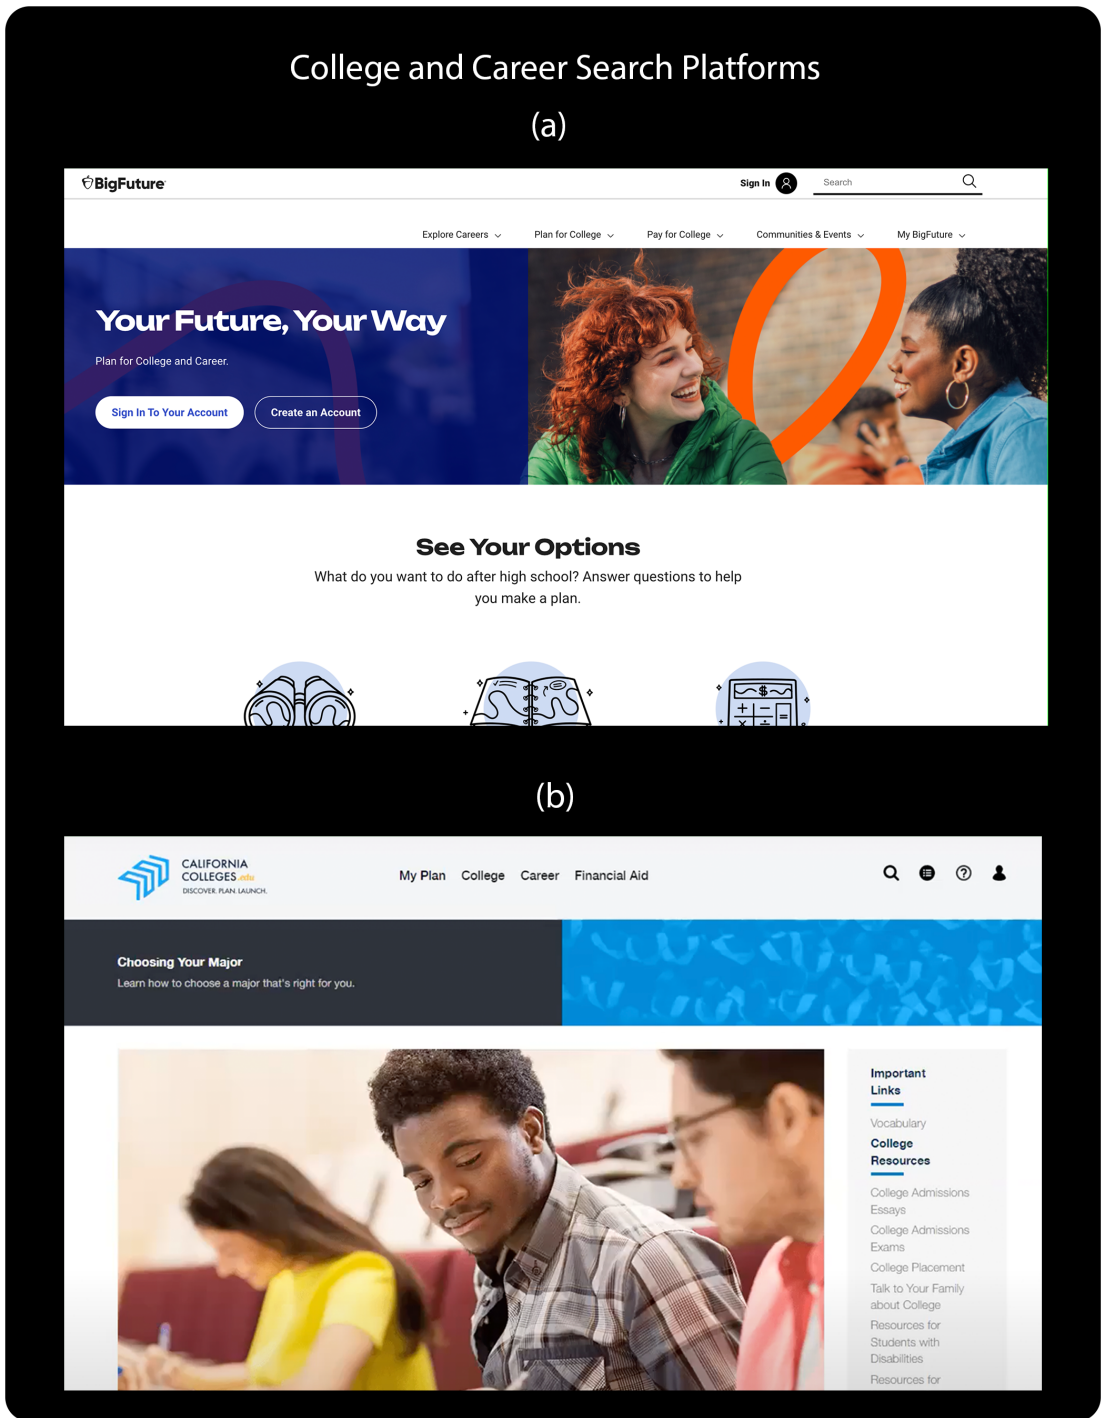 College and Career Search Platforms
(a)
BigFuture
Sign In
Search
Explore Careers
Plan for College
Pay for College
Communities & Events
My BigFuture
Your Future, Your Way
Plan for College and Career.
Sign In To Your Account
Create an Account
See Your Options
What do you want to do after high school? Answer questions to help
you make a plan.
$
(b)
CALIFORNIA
COLLEGES.edu
DISCOVER. PLAN. LAUNCH.
My Plan
College
Career
Financial Aid
Choosing Your Major
Learn how to choose a major that's right for you.
Important
Links
Vocabulary
College
Resources
College Admissions
Essays
College Admissions
Exams
College Placement
Talk to Your Family
about College
Resources for
Students with
Disabilities
Resources for